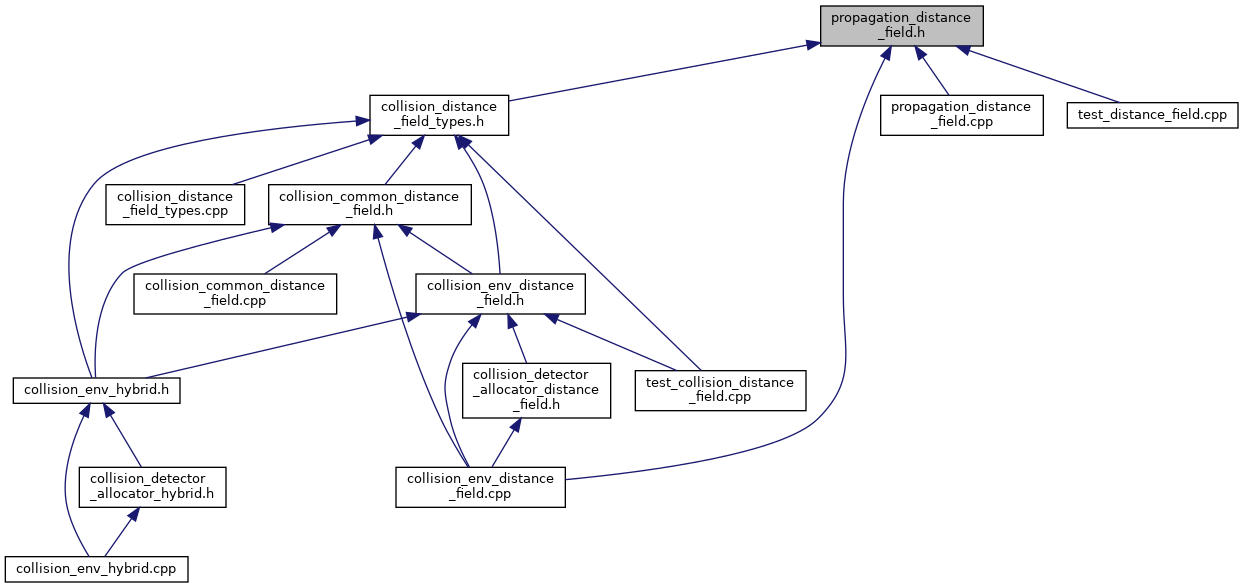 propagation_distance
_field.h
collision_distance
_field_types.h
propagation_distance
_field.cpp
test_distance_field.cpp
collision_distance
_field_types.cpp
collision_common_distance
_field.h
collision_common_distance
_field.cpp
collision_env_distance
_field.h
collision_env_hybrid.h
collision_detector
_allocator_distance
_field.h
test_collision_distance
_field.cpp
collision_detector
_allocator_hybrid.h
collision_env_distance
_field.cpp
collision_env_hybrid.cpp